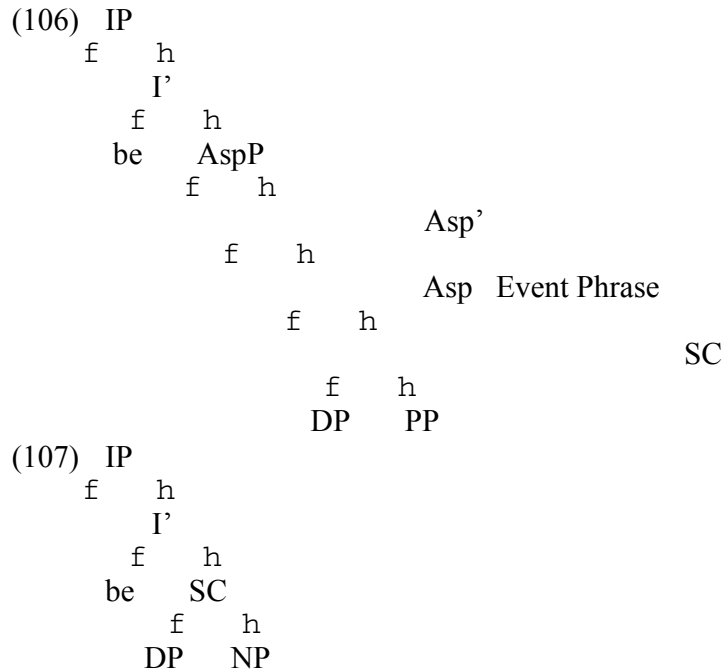 (106) IP
f h
I’
f h
be AspP
f h
Asp’
f h
Asp Event Phrase
f h
SC
f h
DP PP
(107) IP
f h
I’
f h
be SC
f h
DP NP